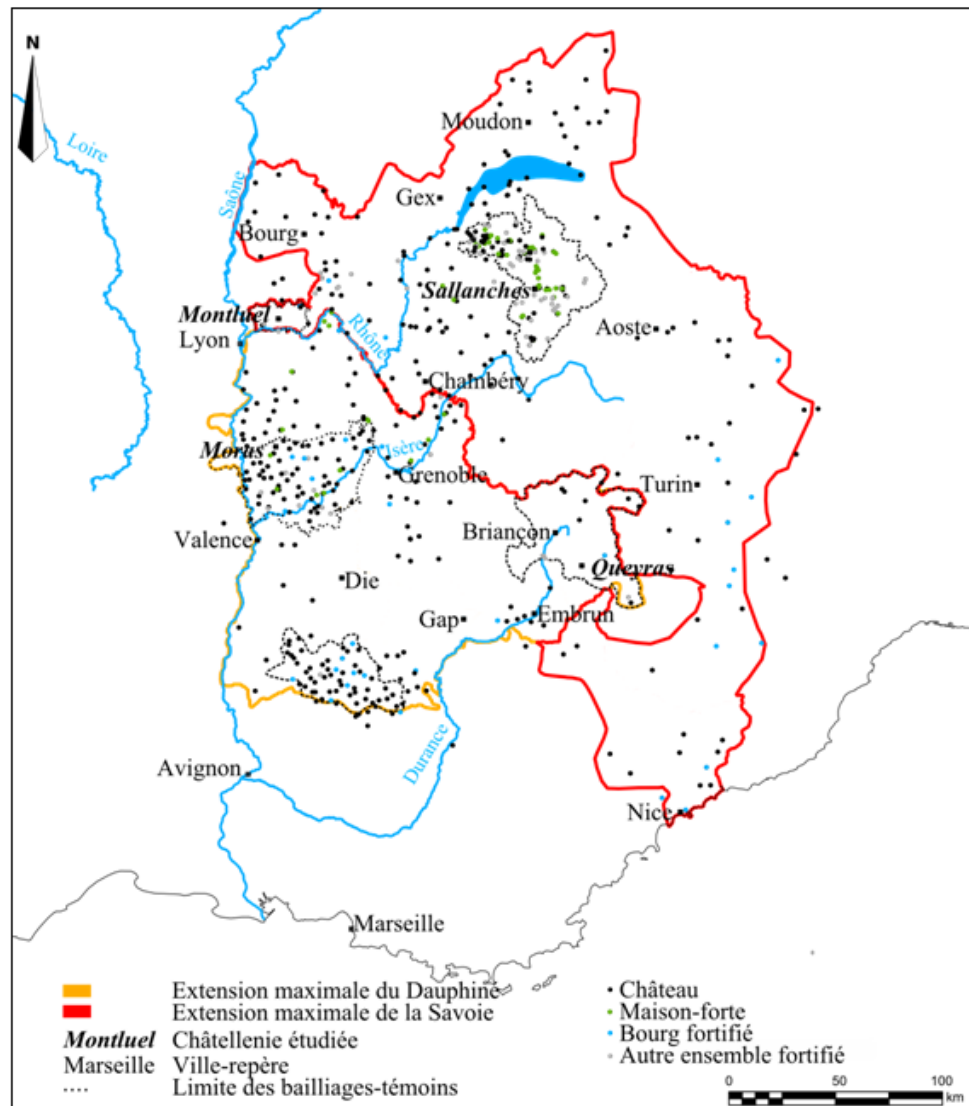 N
Loire
Moudon
Saône
Gex
Bourg
Sallanches
Montluel
Rhône
Aoste
Lyon
Chambéry
Moras
Isère
Grenoble
Turin
Valence
Briançon
Queyras
Die
Gap
Embrun
Durance
Avignon
Nice
Marseille
Extension maximale du Dauphiné
Extension maximale de la Savoie
Montluel Châtellenie étudiée
Marseille Ville-repère
Limite des bailliages-témoins
Château
Maison-forte
Bourg fortifié
Autre ensemble fortifié
0 50 100
km